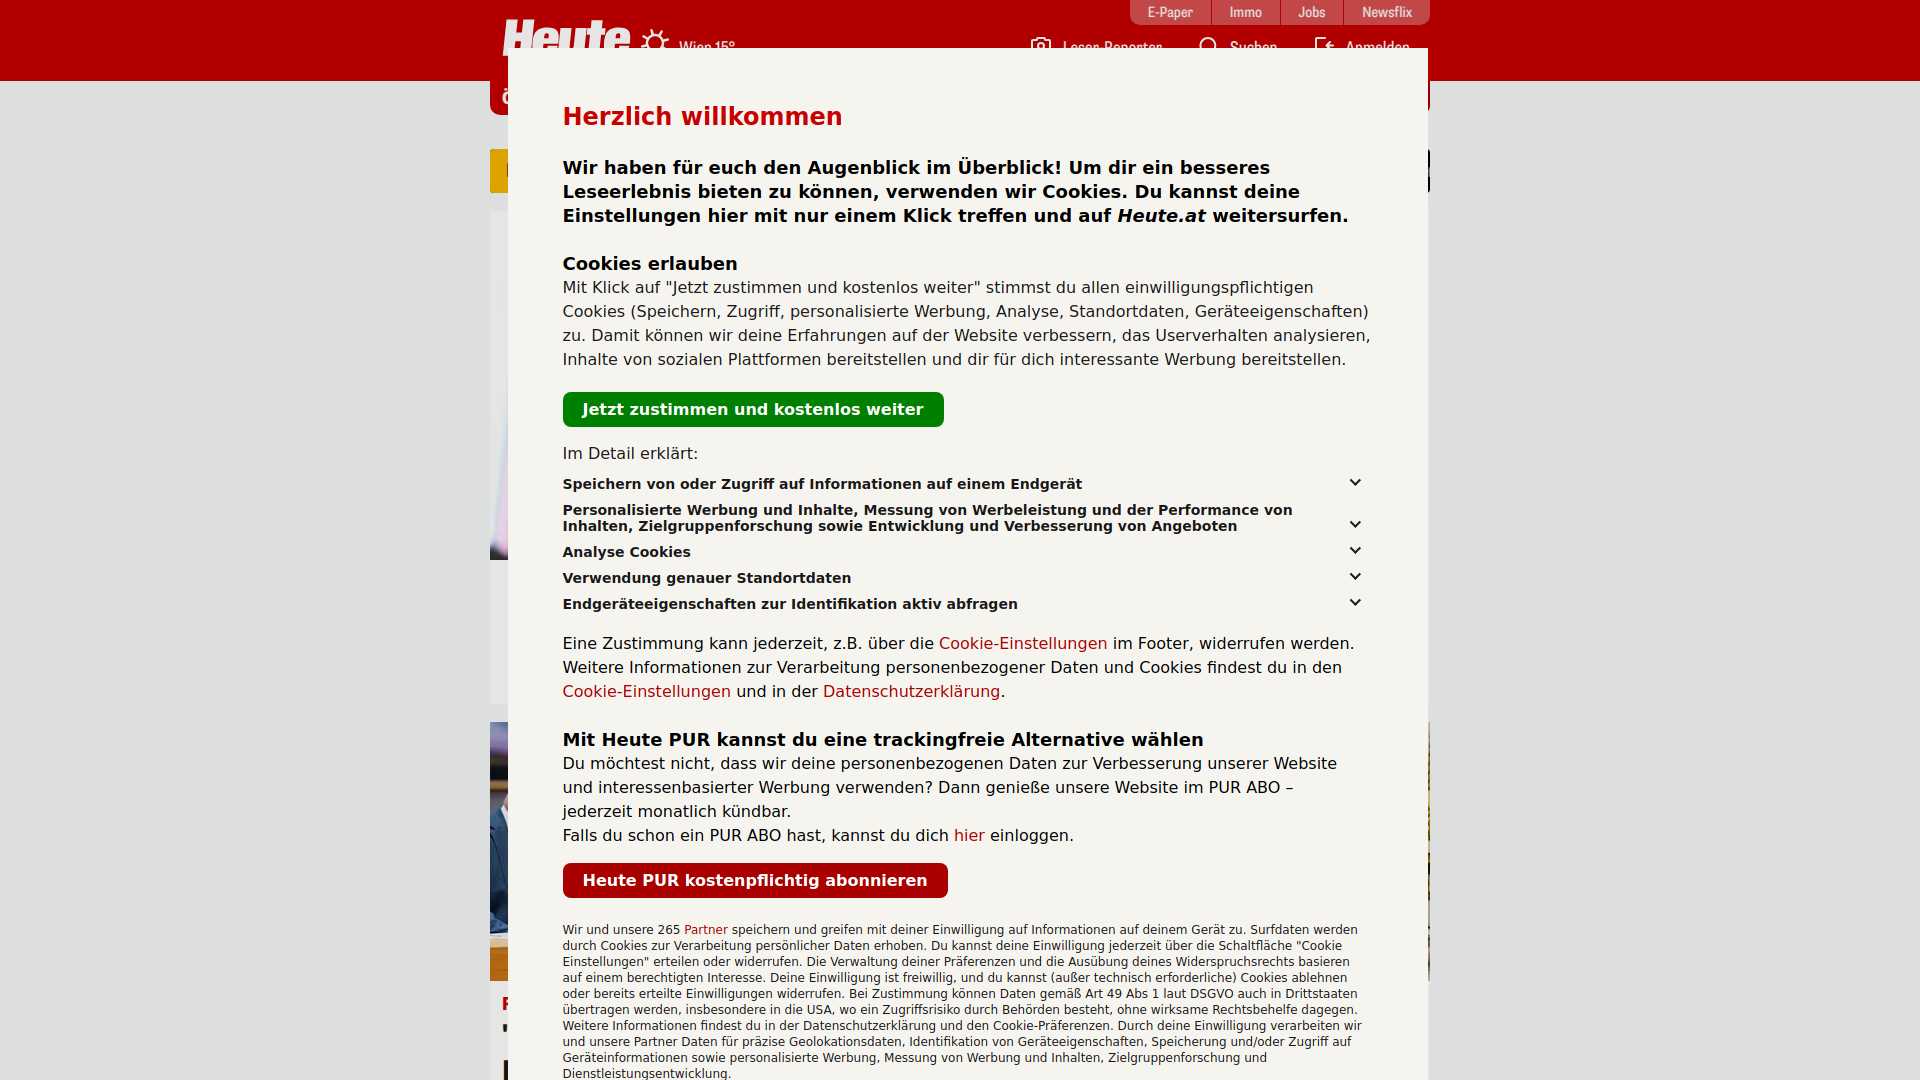 E-Paper
Immo
Jobs
Newsflix
Heute
Wien 15°
Leser-Reporter
Suchen
Anmelden
Herzlich willkommen
Wir haben für euch den Augenblick im Überblick! Um dir ein besseres
Leseerlebnis bieten zu können, verwenden wir Cookies. Du kannst deine
Einstellungen hier mit nur einem Klick treffen und auf Heute.at weitersurfen.
Cookies erlauben
Mit Klick auf "Jetzt zustimmen und kostenlos weiter" stimmst du allen einwilligungspflichtigen
Cookies (Speichern, Zugriff, personalisierte Werbung, Analyse, Standortdaten, Geräteeigenschaften)
zu. Damit können wir deine Erfahrungen auf der Website verbessern, das Userverhalten analysieren,
Inhalte von sozialen Plattformen bereitstellen und dir für dich interessante Werbung bereitstellen.
Jetzt zustimmen und kostenlos weiter
Im Detail erklärt:
Speichern von oder Zugriff auf Informationen auf einem Endgerät
Personalisierte Werbung und Inhalte, Messung von Werbeleistung und der Performance von
Inhalten, Zielgruppenforschung sowie Entwicklung und Verbesserung von Angeboten
Analyse Cookies
Verwendung genauer Standortdaten
Endgeräteeigenschaften zur Identifikation aktiv abfragen
Eine Zustimmung kann jederzeit, z.B. über die Cookie-Einstellungen im Footer, widerrufen werden.
Weitere Informationen zur Verarbeitung personenbezogener Daten und Cookies findest du in den
Cookie-Einstellungen und in der Datenschutzerklärung.
Mit Heute PUR kannst du eine trackingfreie Alternative wählen
Du möchtest nicht, dass wir deine personenbezogenen Daten zur Verbesserung unserer Website
und interessenbasierter Werbung verwenden? Dann genieße unsere Website im PUR ABO –
jederzeit monatlich kündbar.
Falls du schon ein PUR ABO hast, kannst du dich hier einloggen.
Heute PUR kostenpflichtig abonnieren
Wir und unsere 265 Partner speichern und greifen mit deiner Einwilligung auf Informationen auf deinem Gerät zu. Surfdaten werden
durch Cookies zur Verarbeitung persönlicher Daten erhoben. Du kannst deine Einwilligung jederzeit über die Schaltfläche "Cookie
Einstellungen" erteilen oder widerrufen. Die Verwaltung deiner Präferenzen und die Ausübung deines Widerspruchsrechts basieren
auf einem berechtigten Interesse. Deine Einwilligung ist freiwillig, und du kannst (außer technisch erforderliche) Cookies ablehnen
oder bereits erteilte Einwilligungen widerrufen. Bei Zustimmung können Daten gemäß Art 49 Abs 1 laut DSGVO auch in Drittstaaten
übertragen werden, insbesondere in die USA, wo ein Zugriffsrisiko durch Behörden besteht, ohne wirksame Rechtsbehelfe dagegen.
Weitere Informationen findest du in der Datenschutzerklärung und den Cookie-Präferenzen. Durch deine Einwilligung verarbeiten wir
und unsere Partner Daten für präzise Geolokationsdaten, Identifikation von Geräteeigenschaften, Speicherung und/oder Zugriff auf
Geräteinformationen sowie personalisierte Werbung, Messung von Werbung und Inhalten, Zielgruppenforschung und
Dienstleistungsentwicklung.